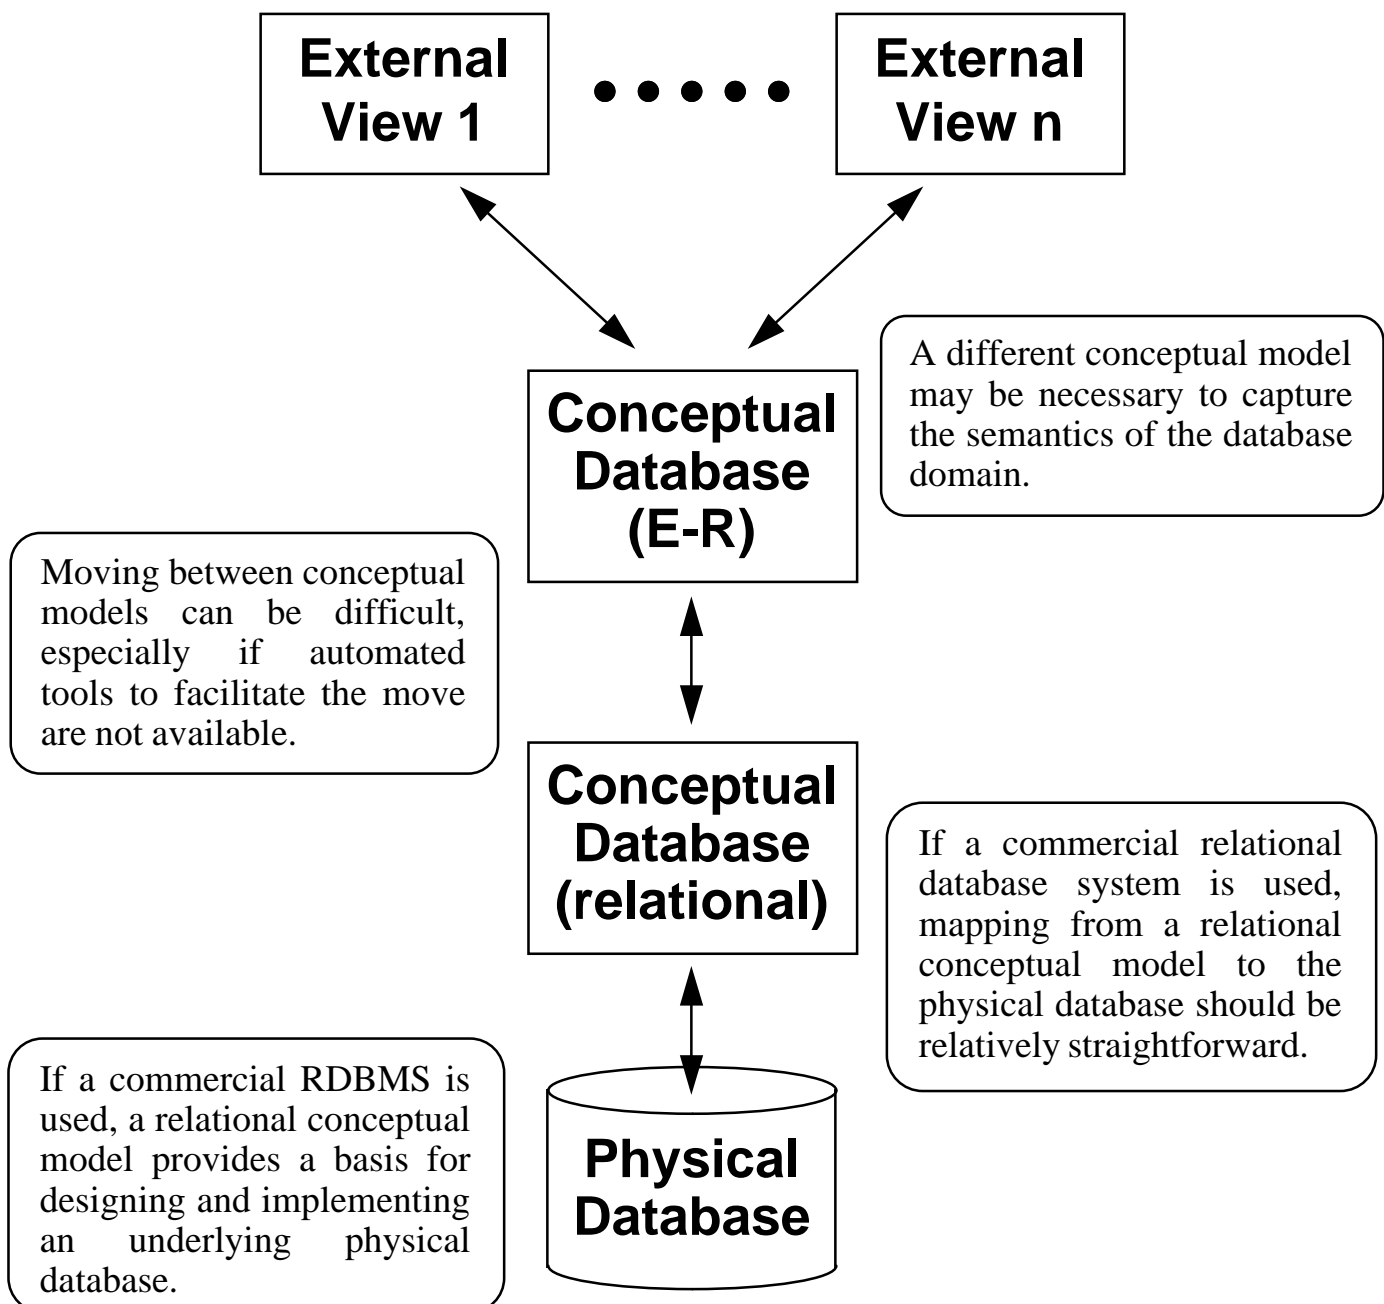 External
View 1
External
View n
A different conceptual model
may be necessary to capture
the semantics of the database
domain.
Conceptual
Database
(E-R)
Moving between conceptual
models can be difficult,
especially if automated
tools to facilitate the move
are not available.
Conceptual
Database
(relational)
If a commercial relational
database system is used,
mapping from a relational
conceptual model to the
physical database should be
relatively straightforward.
If a commercial RDBMS is
used, a relational conceptual
model provides a basis for
designing and implementing
an underlying physical
database.
Physical
Database